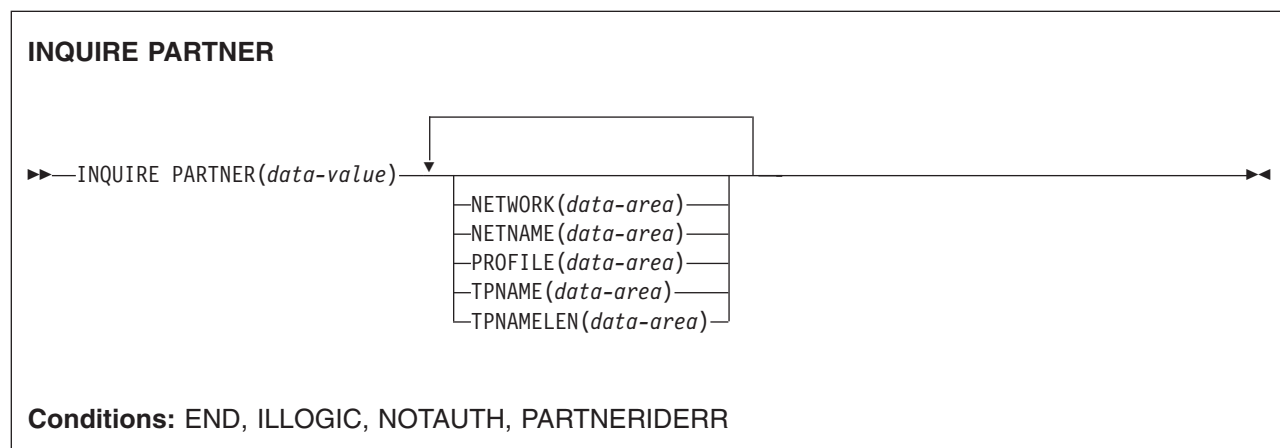 INQUIRE PARTNER
INQUIRE PARTNER(data-value)
NETWORK(data-area)
NETNAME(data-area)
PROFILE(data-area)
TPNAME(data-area)
TPNAMELEN(data-area)
Conditions: END, ILLOGIC, NOTAUTH, PARTNERIDERR